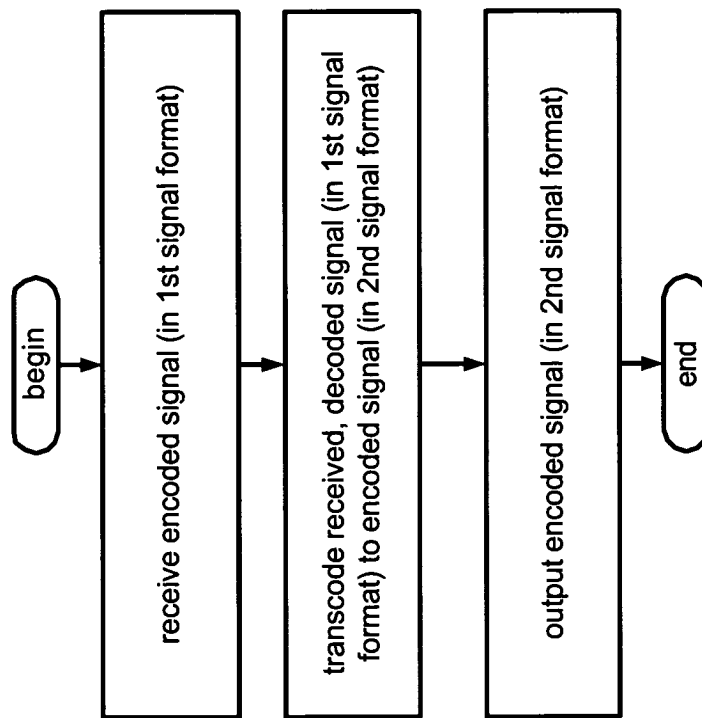 begin
receive encoded signal (in 1st signal format)
transcode received, decoded signal (in 1st signal
format) to encoded signal (in 2nd signal format)
output encoded signal (in 2nd signal format)
end